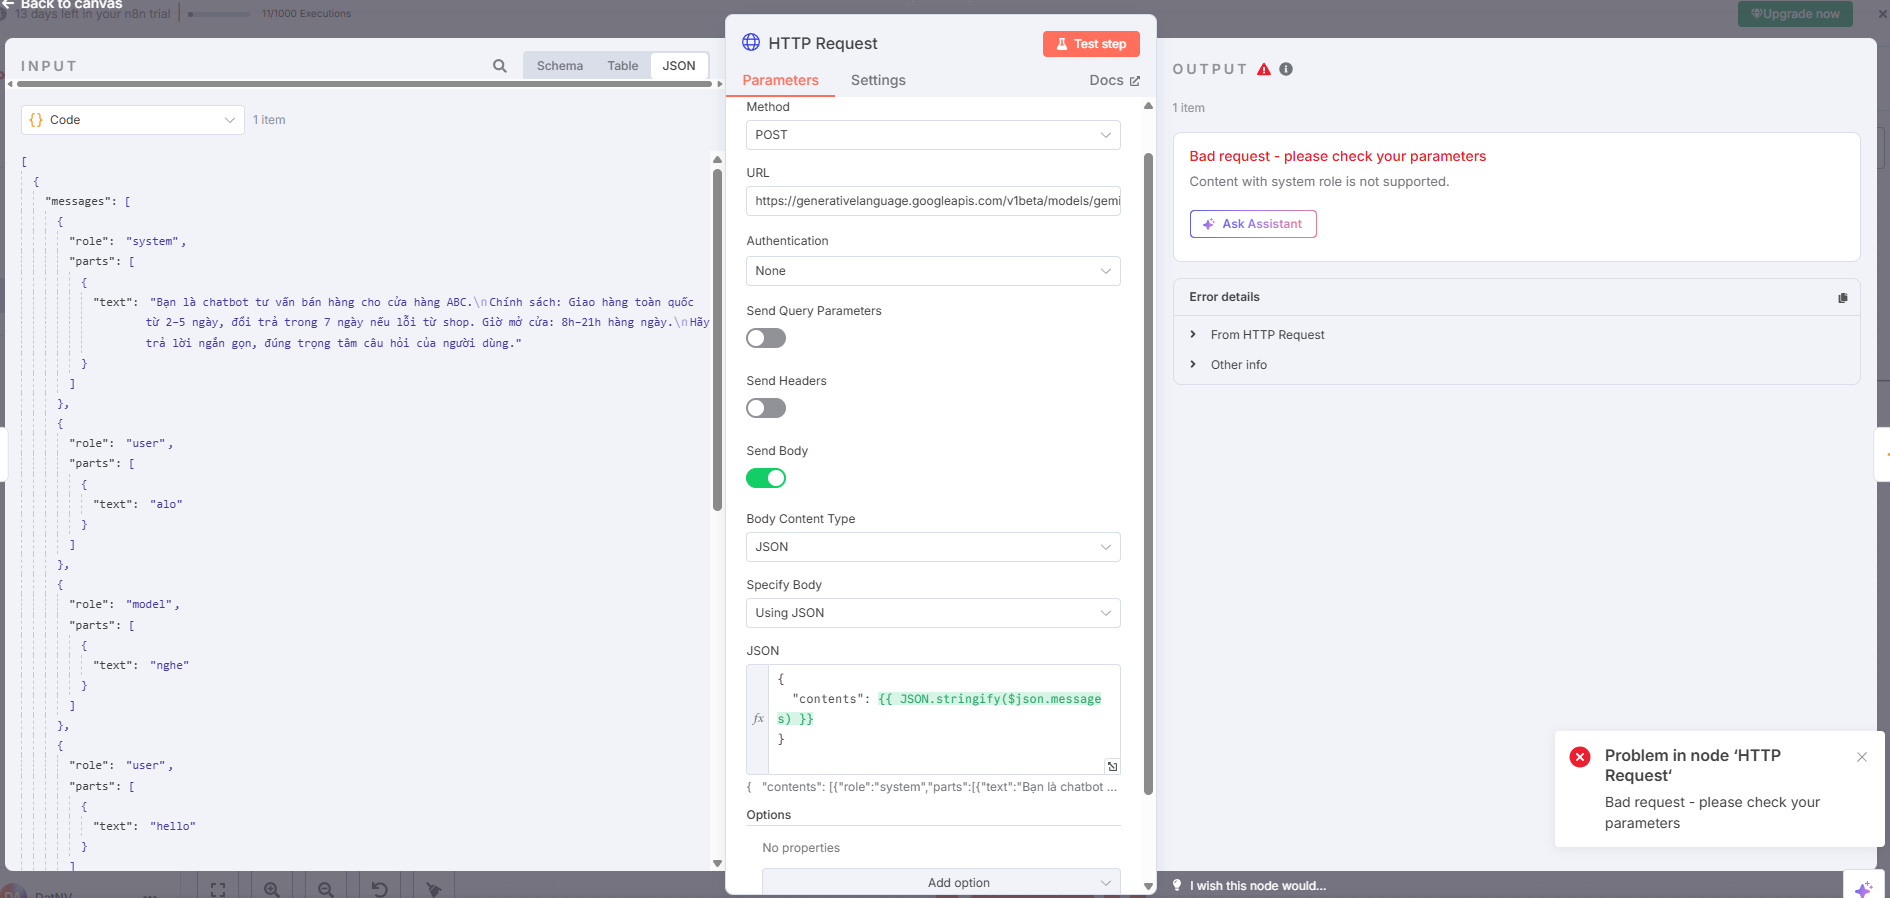 Back to canvas
13 days left in your n8n trial
11/1000 Executions
Upgrade now
INPUT
Schema
Table
JSON
Code
1 item
[
{
"messages": [
{
"role": "system",
"parts": [
{
"text": "Bạn là chatbot tư vấn bán hàng cho cửa hàng ABC.\nChính sách: Giao hàng toàn quốc
từ 2–5 ngày, đổi trả trong 7 ngày nếu lỗi từ shop. Giờ mở cửa: 8h–21h hàng ngày.\nHãy
trả lời ngắn gọn, đúng trọng tâm câu hỏi của người dùng."
}
]
},
{
"role": "user",
"parts": [
{
"text": "alo"
}
]
},
{
"role": "model",
"parts": [
{
"text": "nghe"
}
]
},
{
"role": "user",
"parts": [
{
"text": "hello"
}
]
HTTP Request
Test step
Parameters
Settings
Docs
Method
POST
URL
https://generativelanguage.googleapis.com/v1beta/models/gemi
Authentication
None
Send Query Parameters
Send Headers
Send Body
Body Content Type
JSON
Specify Body
Using JSON
JSON
fx
{
"contents": {{ JSON.stringify($json.message
s) }}
}
{ "contents": [{"role":"system","parts":[{"text":"Bạn là chatbot ...
Options
No properties
Add option
OUTPUT
1 item
Bad request - please check your parameters
Content with system role is not supported.
Ask Assistant
Error details
From HTTP Request
Other info
Problem in node ‘HTTP
Request‘
Bad request - please check your
parameters
I wish this node would...